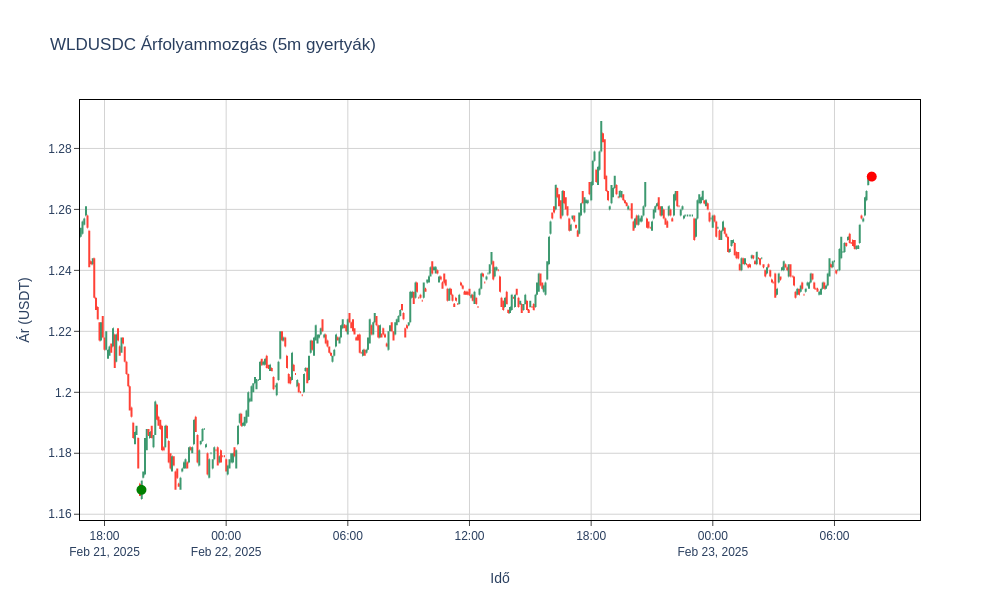 WLDUSDC Árfolyammozgás (5m gyertyák)
Ár (USDT)
1.28
1.26
1.24
1.22
1.2
1.18
1.16
18:00
Feb 21, 2025
00:00
Feb 22, 2025
06:00
12:00
18:00
00:00
Feb 23, 2025
06:00
Idő